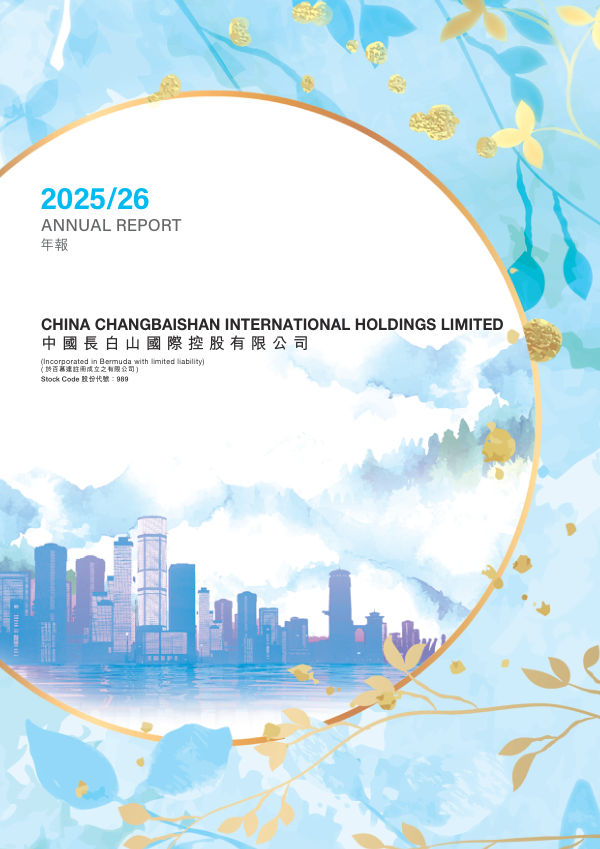 2025/26
ANNUAL REPORT
年報
CHINA CHANGBAISHAN INTERNATIONAL HOLDINGS LIMITED
中國長白山國際控股有限公司
(Incorporated in Bermuda with limited liability)
(於百慕達註冊成立之有限公司)
Stock Code 股份代號：989